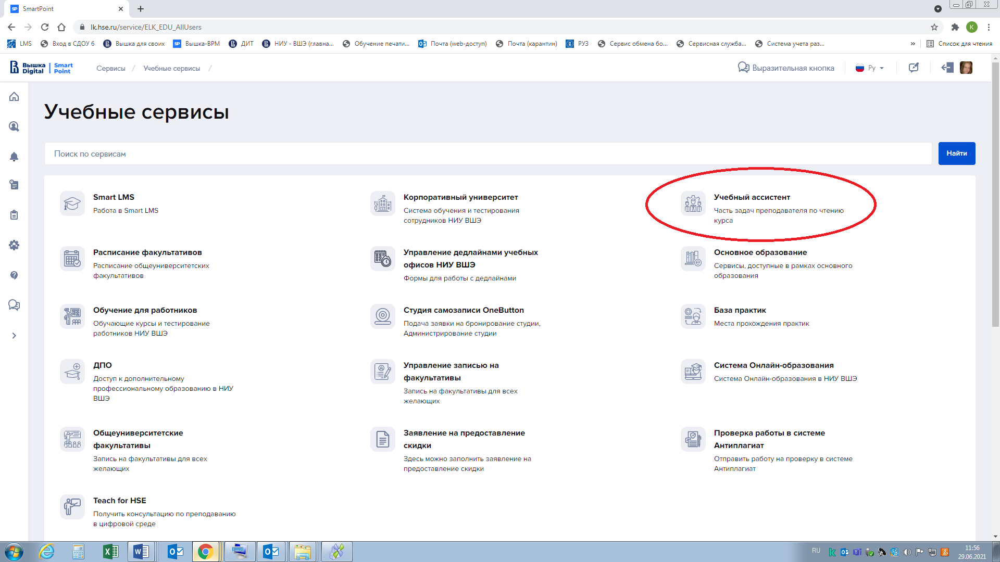 SmartPoint
lk.hse.ru/service/ELK_EDU_AllUsers
K
LMS
Вход в СДОУ 6
Вышка для своих
Вышка-BPM
ДИТ
НИУ - ВШЭ (главна...
Обучение печати...
Почта (web-доступ)
Почта (карантин)
РУЗ
Сервис обмена бо...
Сервисная служба...
Система учета раз...
»
Список для чтения
Вышка Digital | Smart Point
Сервисы / Учебные сервисы /
Выразительная кнопка
Ру
Учебные сервисы
Поиск по сервисам
Найти
Smart LMS
Работа в Smart LMS
Корпоративный университет
Система обучения и тестирования
сотрудников НИУ ВШЭ
Учебный ассистент
Часть задач преподавателя по чтению
курса
Расписание факультативов
Расписание общеуниверситетских
факультативов
Управление дедлайнами учебных
офисов НИУ ВШЭ
Формы для работы с дедлайнами
Основное образование
Сервисы, доступные в рамках основного
образования
Обучение для работников
Обучающие курсы и тестирование
работников НИУ ВШЭ
Студия самозаписи OneButton
Подача заявки на бронирование студии,
Администрирование студии
База практик
Места прохождения практик
ДПО
Доступ к дополнительному
профессиональному образованию в НИУ
ВШЭ
Управление записью на
факультативы
Запись на факультативы для всех
желающих
Система Онлайн-образования
Система Онлайн-образования в НИУ ВШЭ
Общеуниверситетские
факультативы
Запись на факультативы для всех
желающих
Заявление на предоставление
скидки
Здесь можно заполнить заявление на
предоставление скидки
Проверка работы в системе
Антиплагиат
Отправить работу на проверку в системе
Антиплагиат
Teach for HSE
Получить консультацию по преподаванию
в цифровой среде
RU
11:56
29.06.2021